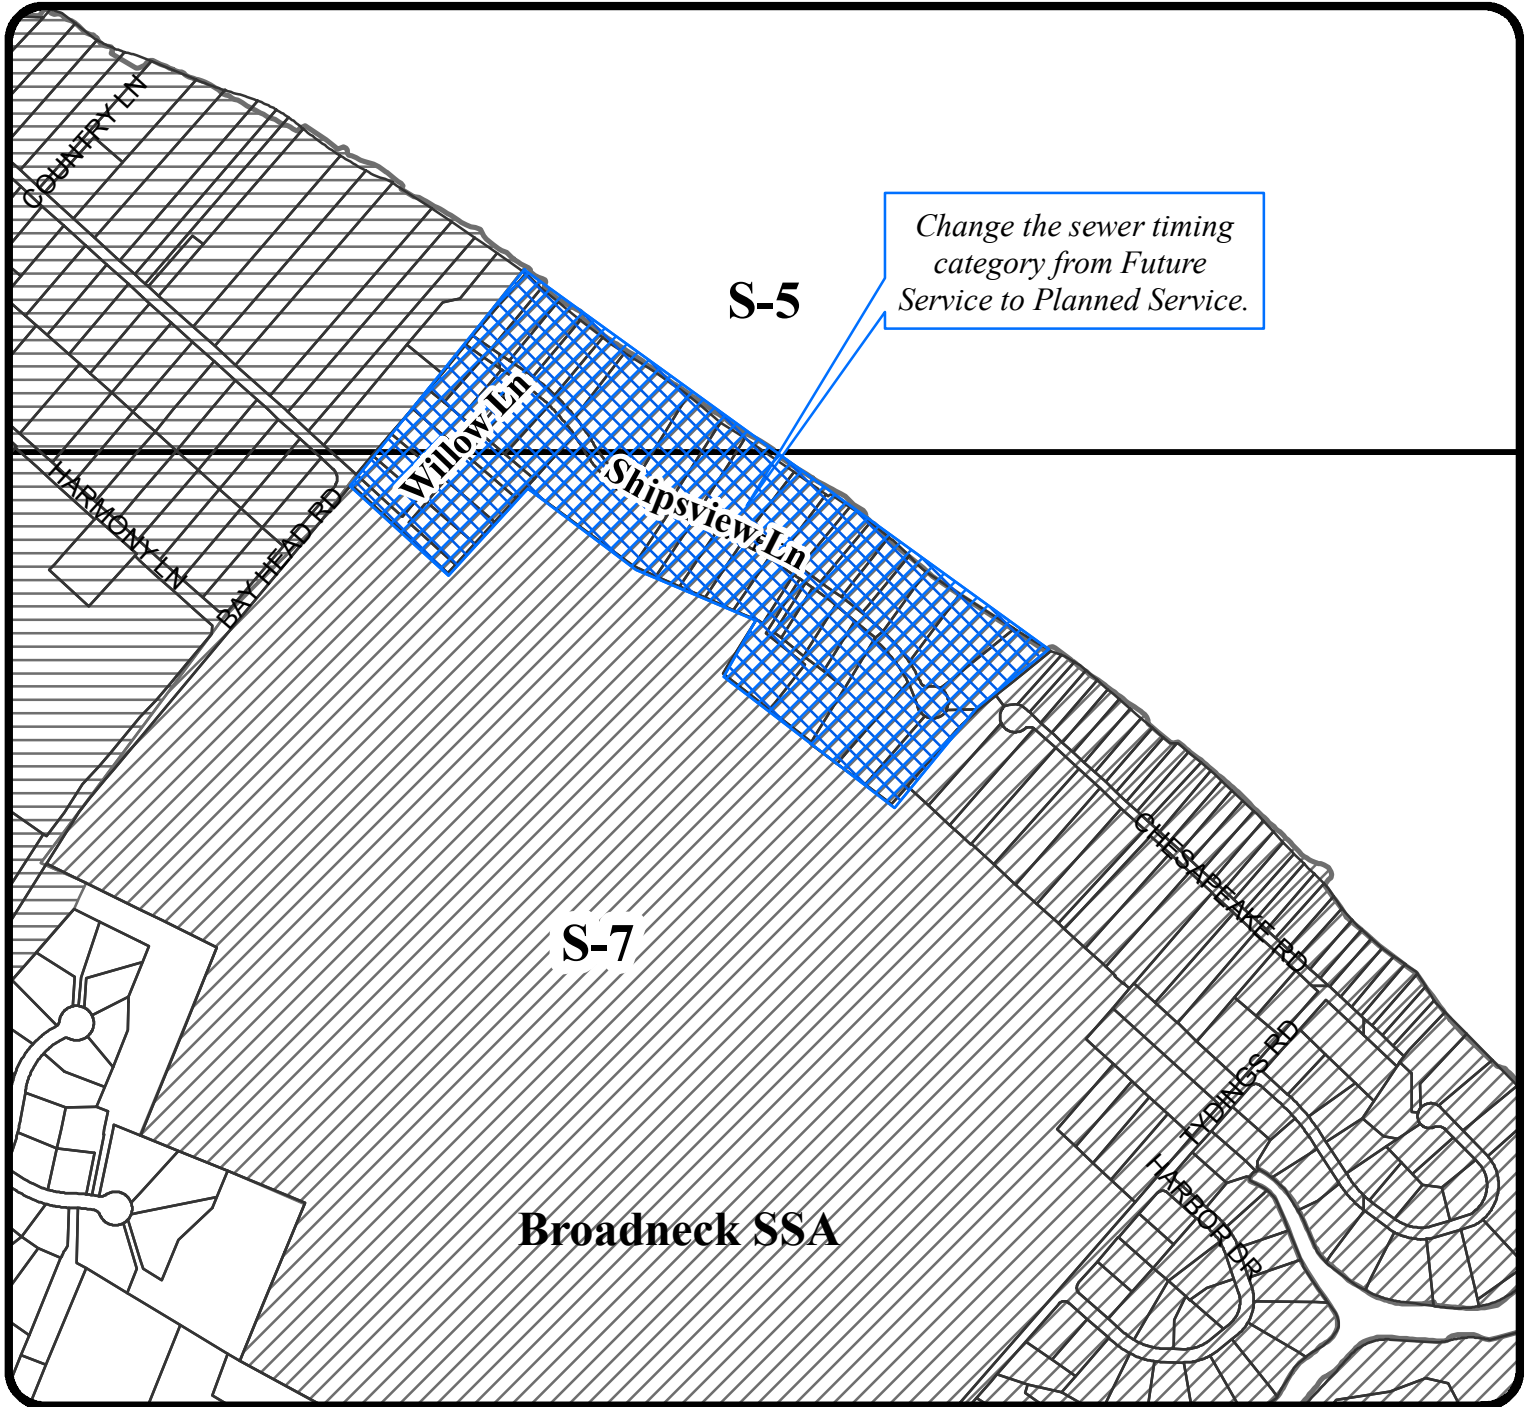 COUNTRY LN
Change the sewer timing
category from Future
Service to Planned Service.
S-5
Willow Ln
Shipsview Ln
HARMONY LN
BAY HEAD RD
CHESAPEAKE RD
S-7
TYDINGS RD
HARBOR DR
Broadneck SSA